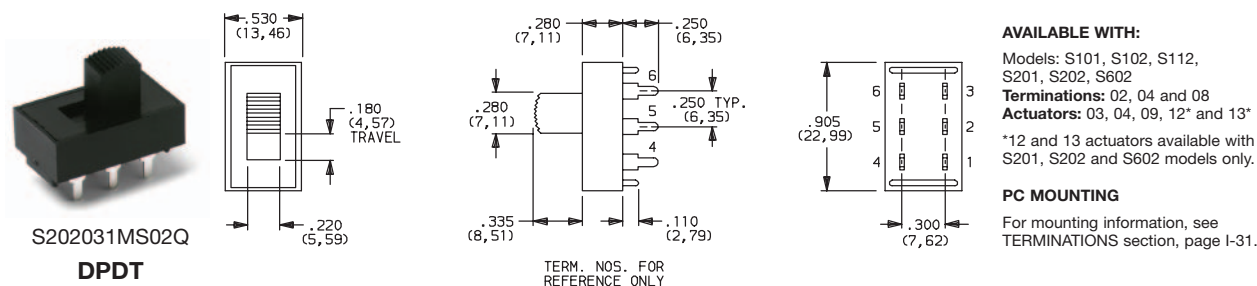 S202031MS02Q
DPDT
.530
(13,46)
.180
(4,57)
TRAVEL
.220
(5,59)
.280
(7,11)
.250
(6,35)
.280
(7,11)
6
5
4
.250 TYP.
(6,35)
.335
(8,51)
.110
(2,79)
TERM. NOS. FOR
REFERENCE ONLY
.905
(22,99)
6
3
5
2
4
1
.300
(7,62)
AVAILABLE WITH:
Models: S101, S102, S112,
S201, S202, S602
Terminations: 02, 04 and 08
Actuators: 03, 04, 09, 12* and 13*
*12 and 13 actuators available with
S201, S202 and S602 models only.
PC MOUNTING
For mounting information, see
TERMINATIONS section, page I-31.